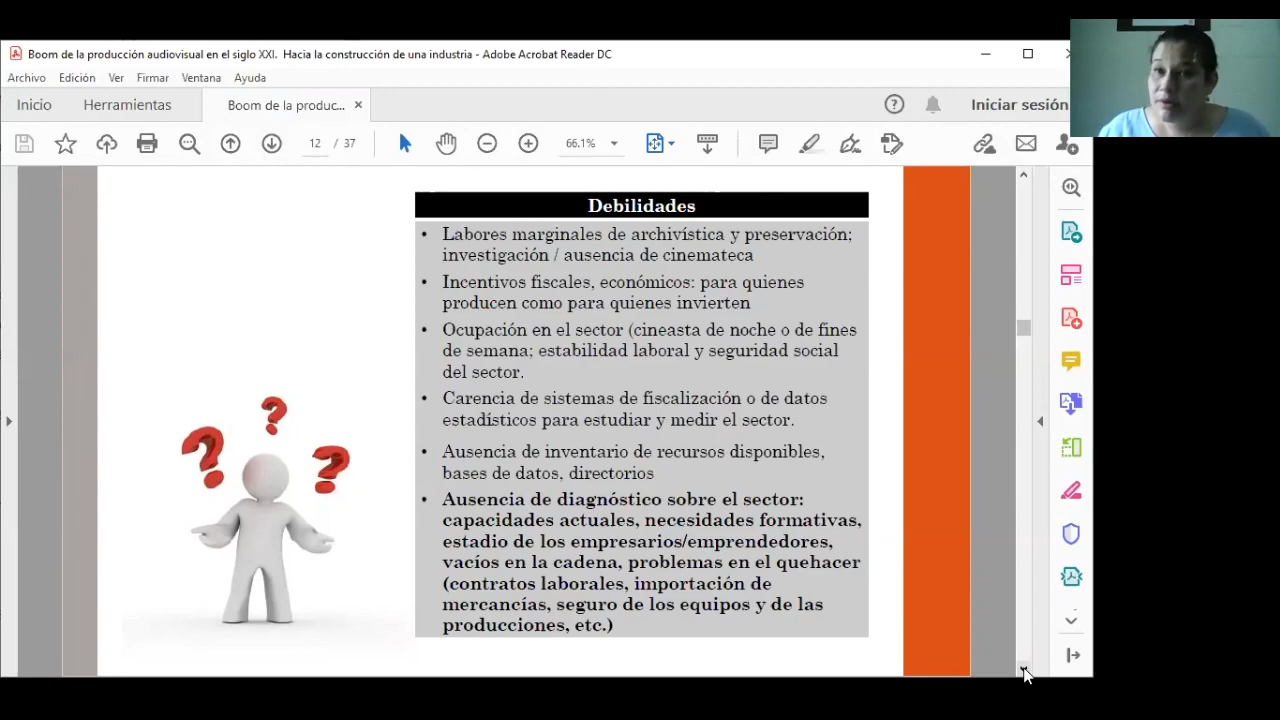 Boom de la producción audiovisual en el siglo XXI. Hacia la construcción de una industria - Adobe Acrobat Reader DC
Archivo Edición Ver Firmar Ventana Ayuda
Inicio Herramientas Boom de la produc... Iniciar sesión
12 / 37 66.1%
Debilidades
• Labores marginales de archivística y preservación;
investigación / ausencia de cinemateca
• Incentivos fiscales, económicos: para quienes
producen como para quienes invierten
• Ocupación en el sector (cineasta de noche o de fines
de semana; estabilidad laboral y seguridad social
del sector.
• Carencia de sistemas de fiscalización o de datos
estadísticos para estudiar y medir el sector.
• Ausencia de inventario de recursos disponibles,
bases de datos, directorios
• Ausencia de diagnóstico sobre el sector:
capacidades actuales, necesidades formativas,
estadio de los empresarios/emprendedores,
vacíos en la cadena, problemas en el quehacer
(contratos laborales, importación de
mercancías, seguro de los equipos y de las
producciones, etc.)
? ? ?